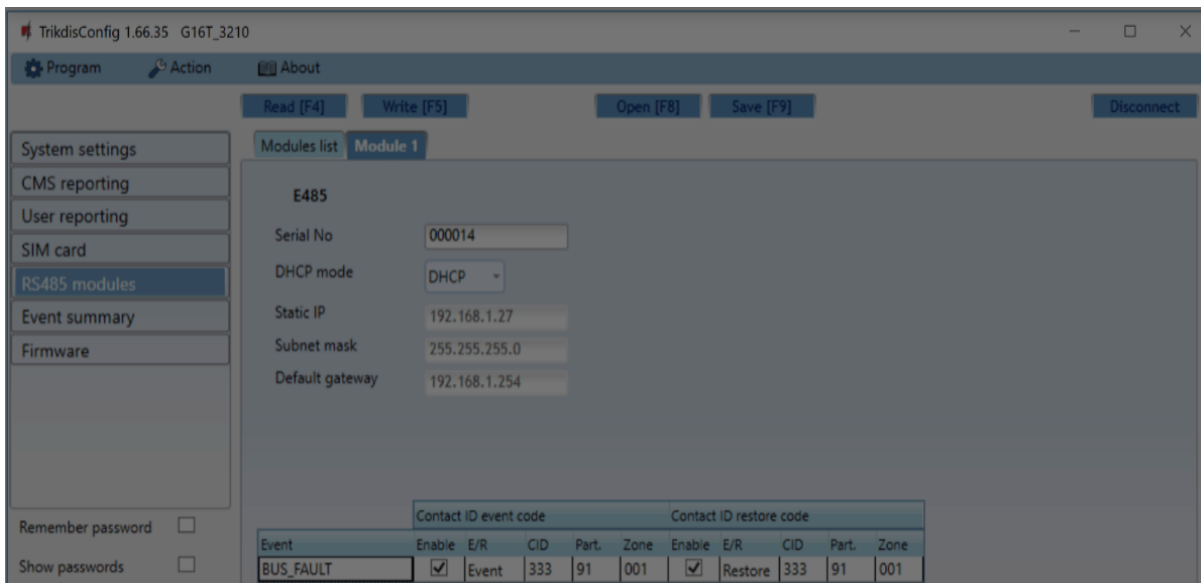 TrikdisConfig 1.66.35 G16T_3210
Program Action About
Read [F4] Write [F5] Open [F8] Save [F9] Disconnect
System settings
CMS reporting
User reporting
SIM card
RS485 modules
Event summary
Firmware
Remember password
Show passwords
Modules list Module 1
E485
Serial No 000014
DHCP mode DHCP
Static IP 192.168.1.27
Subnet mask 255.255.255.0
Default gateway 192.168.1.254
Contact ID event code Contact ID restore code
Event Enable E/R CID Part. Zone Enable E/R CID Part. Zone
BUS_FAULT Event 333 91 001 Restore 333 91 001